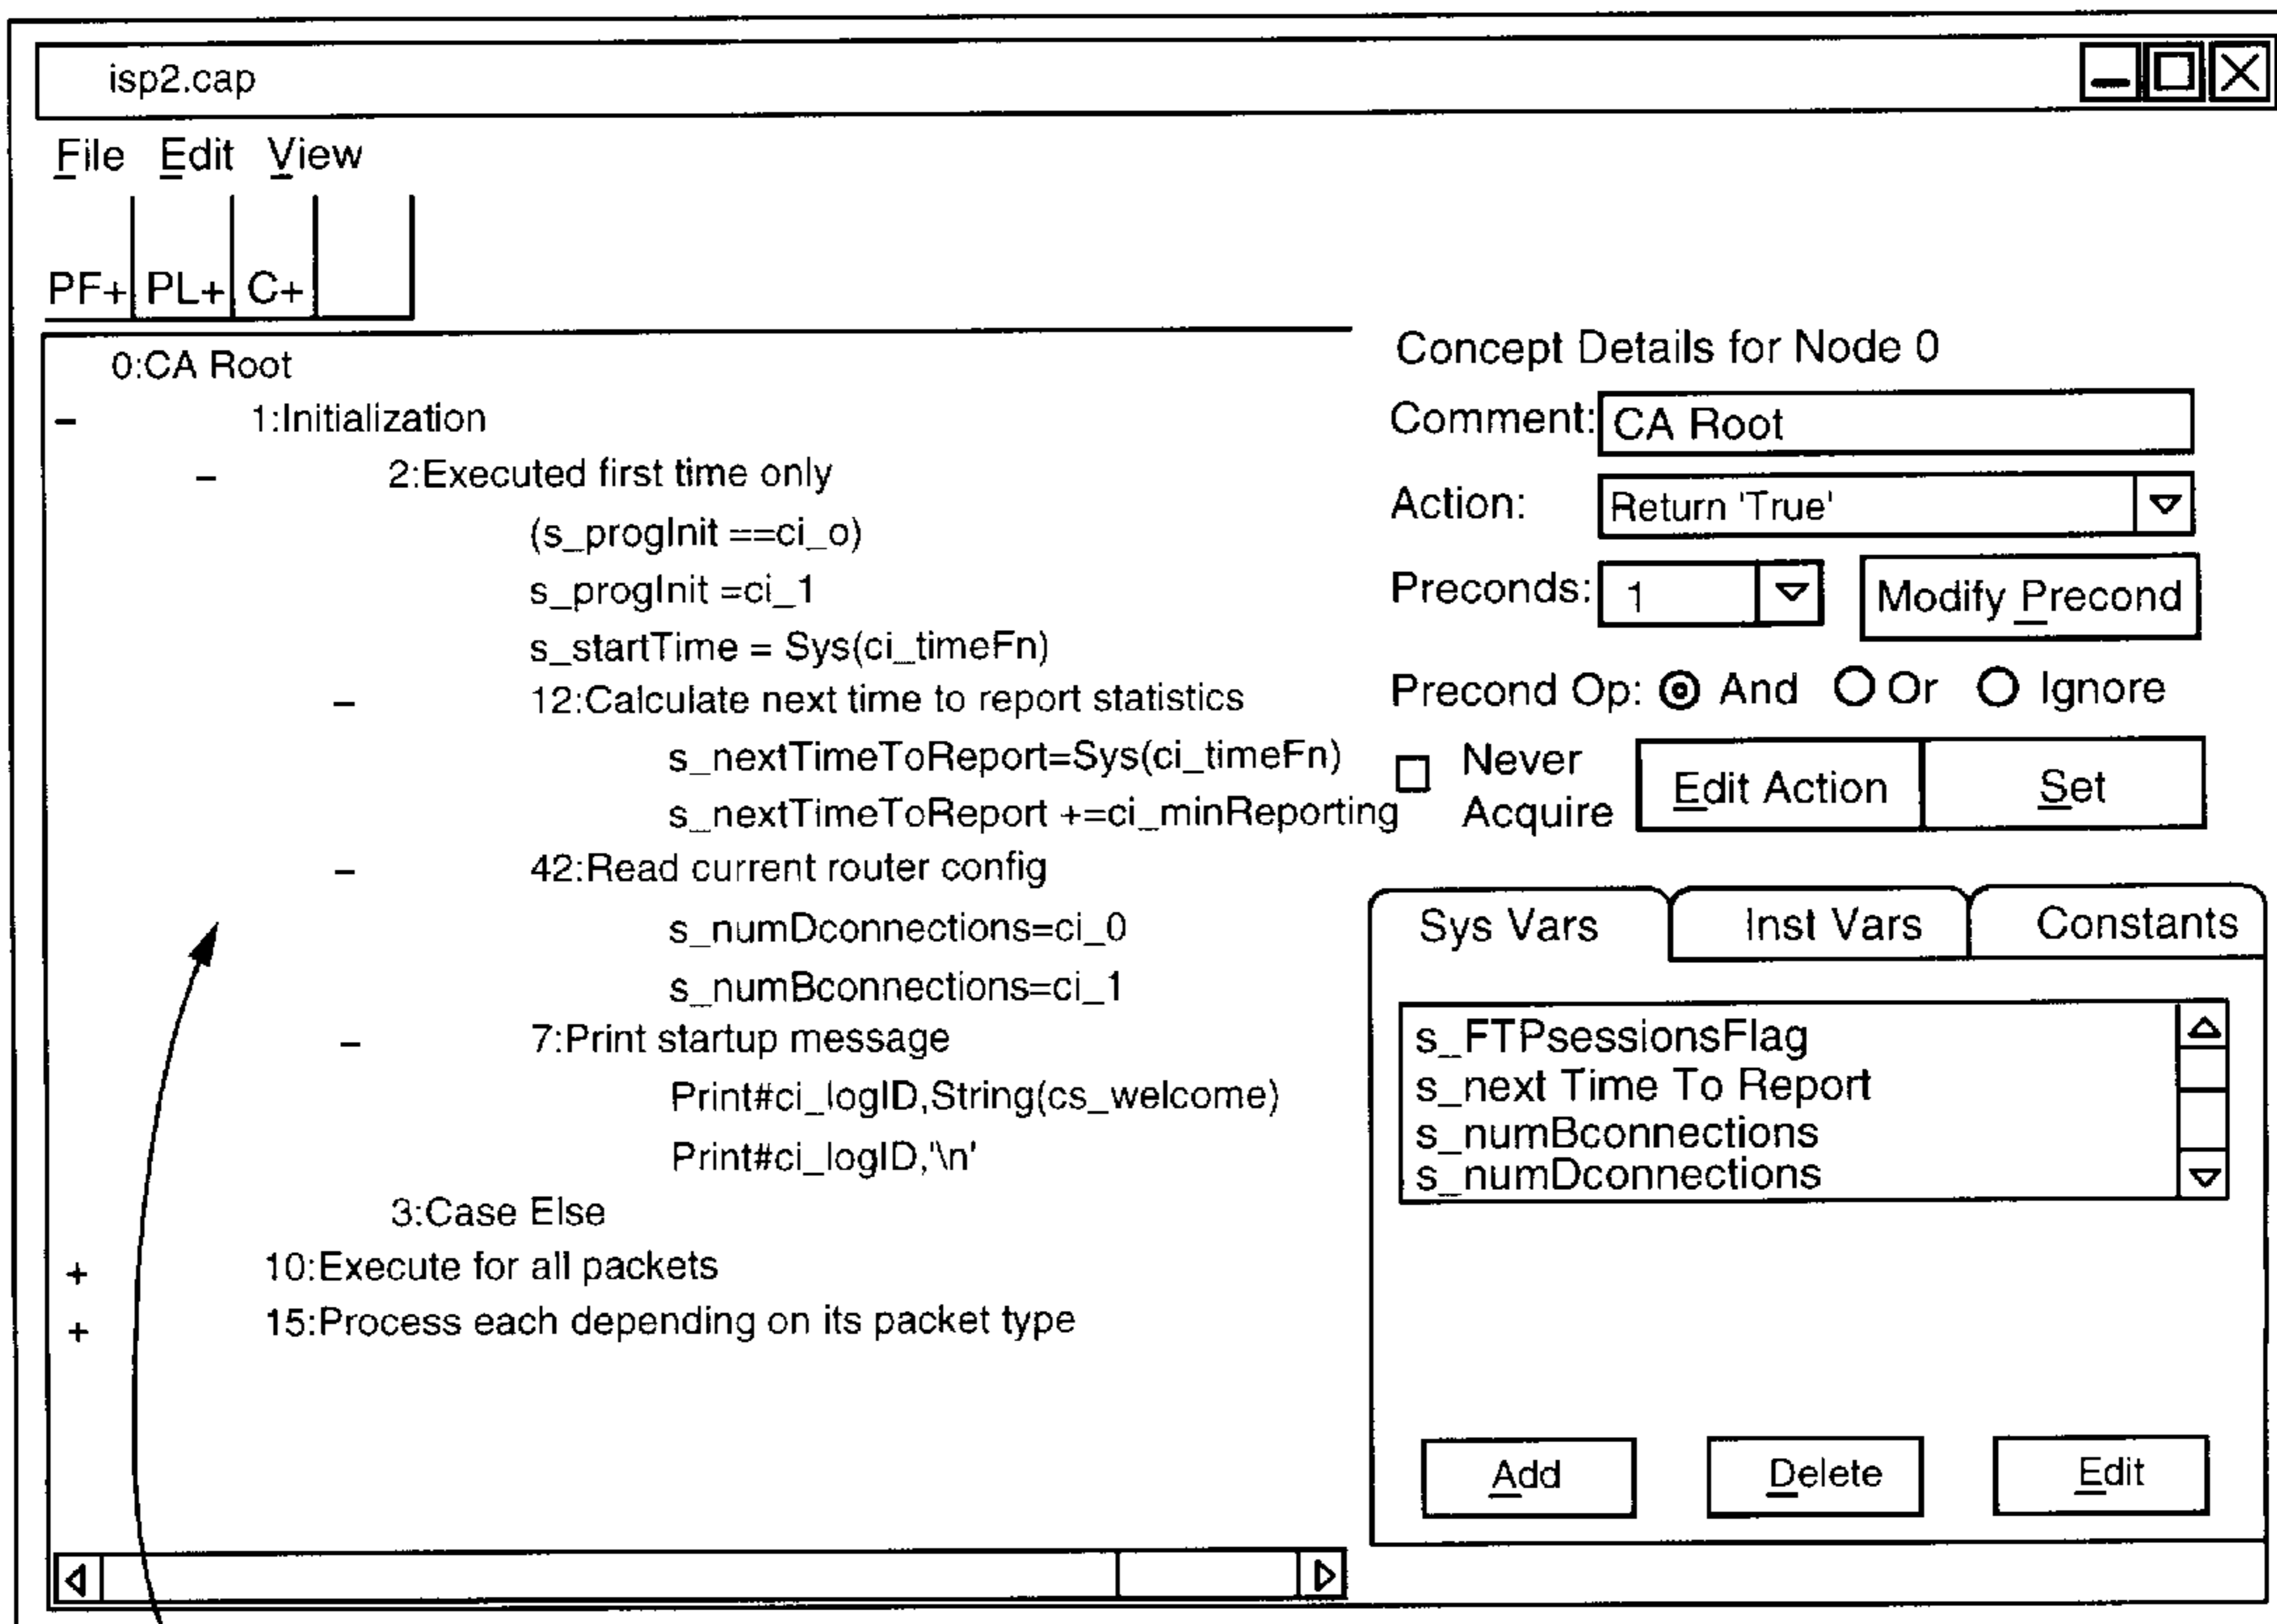 isp2.cap
File Edit View
PF+ PL+ C+
0:CA Root
- 1:Initialization
- 2:Executed first time only
(s_progInit ==ci_o)
s_progInit =ci_1
s_startTime = Sys(ci_timeFn)
- 12:Calculate next time to report statistics
s_nextTimeToReport=Sys(ci_timeFn)
s_nextTimeToReport +=ci_minReporting
- 42:Read current router config
s_numDconnections=ci_0
s_numBconnections=ci_1
- 7:Print startup message
Print#ci_logID,String(cs_welcome)
Print#ci_logID,'\n'
3:Case Else
+ 10:Execute for all packets
+ 15:Process each depending on its packet type
Concept Details for Node 0
Comment: CA Root
Action: Return 'True'
Preconds: 1 Modify Precond
Precond Op: And Or Ignore
Never Acquire Edit Action Set
Sys Vars Inst Vars Constants
s_FTPsessionsFlag
s_next Time To Report
s_numBconnections
s_numDconnections
Add Delete Edit